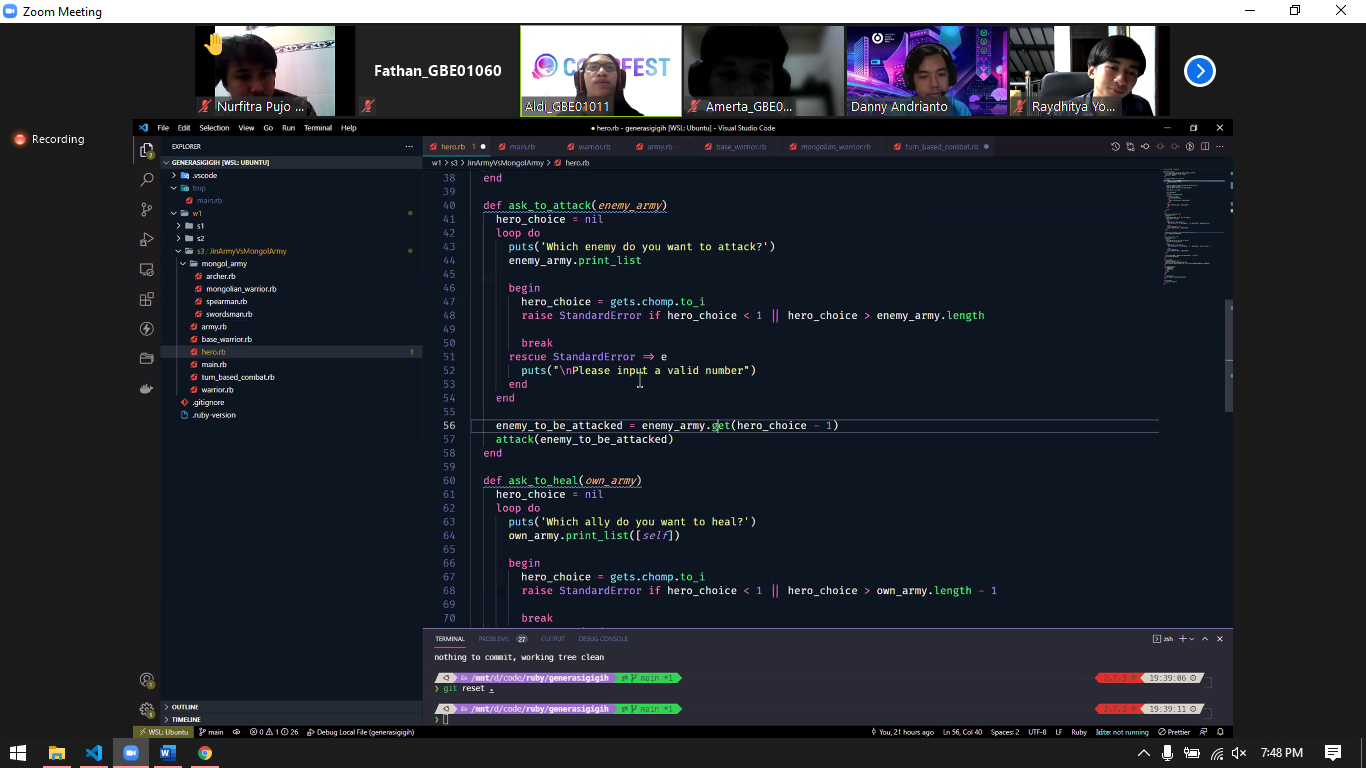 Zoom Meeting
Recording
Nurfitra Pujo ...
Fathan_GBE01060
Aldi_GBE01011
Amerta_GBE0...
Danny Andrianto
Raydhitya Yo...
File Edit Selection View Go Run Terminal Help
● hero.rb - generasigigih [WSL: Ubuntu] - Visual Studio Code
EXPLORER
GENERASIGIGIH [WSL: UBUNTU]
.vscode
tmp
main.rb
w1
s1
s2
s3 / JinArmyVsMongolArmy
mongol_army
archer.rb
mongolian_warrior.rb
spearman.rb
swordsman.rb
army.rb
base_warrior.rb
hero.rb 1
main.rb
turn_based_combat.rb
warrior.rb
.gitignore
.ruby-version
OUTLINE
TIMELINE
hero.rb 1 main.rb warrior.rb army.rb base_warrior.rb mongolian_warrior.rb turn_based_combat.rb
w1 > s3 > JinArmyVsMongolArmy > hero.rb
38 end
39
40 def ask_to_attack(enemy_army)
41 hero_choice = nil
42 loop do
43 puts('Which enemy do you want to attack?')
44 enemy_army.print_list
45
46 begin
47 hero_choice = gets.chomp.to_i
48 raise StandardError if hero_choice < 1 || hero_choice > enemy_army.length
49
50 break
51 rescue StandardError => e
52 puts("\nPlease input a valid number")
53 end
54 end
55
56 enemy_to_be_attacked = enemy_army.get(hero_choice - 1)
57 attack(enemy_to_be_attacked)
58 end
59
60 def ask_to_heal(own_army)
61 hero_choice = nil
62 loop do
63 puts('Which ally do you want to heal?')
64 own_army.print_list([self])
65
66 begin
67 hero_choice = gets.chomp.to_i
68 raise StandardError if hero_choice < 1 || hero_choice > own_army.length - 1
69
70 break
TERMINAL PROBLEMS 27 OUTPUT DEBUG CONSOLE
zsh
nothing to commit, working tree clean
/mnt/d/code/ruby/generasigigih main *1 19:39:06
❯ git reset .
/mnt/d/code/ruby/generasigigih main *1 19:39:11
❯
WSL: Ubuntu main 0 1 26 Debug Local File (generasigigih) You, 21 hours ago Ln 56, Col 40 Spaces: 2 UTF-8 LF Ruby kite: not running Prettier
7:48 PM